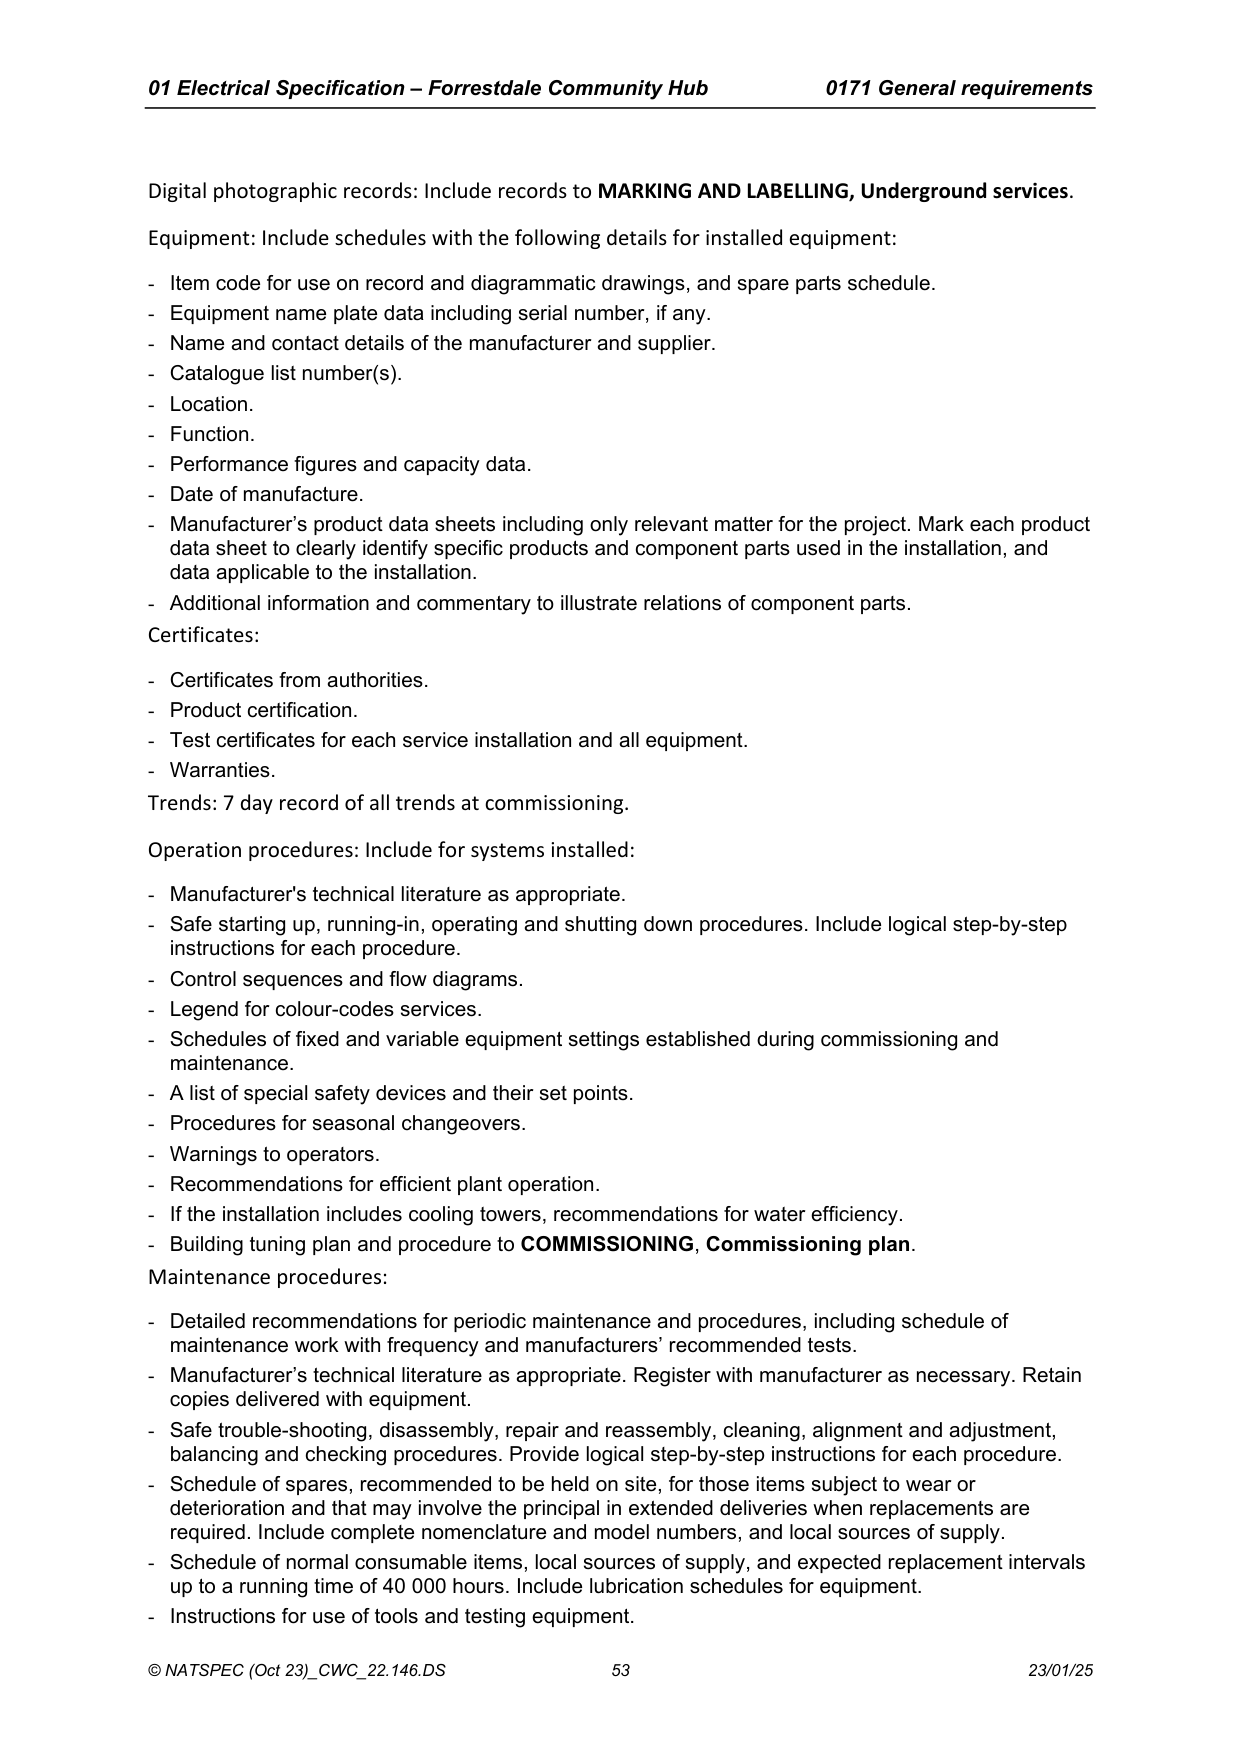 01 Electrical Specification – Forrestdale Community Hub 0171 General requirements
Digital photographic records: Include records to MARKING AND LABELLING, Underground services.
Equipment: Include schedules with the following details for installed equipment:
- Item code for use on record and diagrammatic drawings, and spare parts schedule.
- Equipment name plate data including serial number, if any.
- Name and contact details of the manufacturer and supplier.
- Catalogue list number(s).
- Location.
- Function.
- Performance figures and capacity data.
- Date of manufacture.
- Manufacturer’s product data sheets including only relevant matter for the project. Mark each product
data sheet to clearly identify specific products and component parts used in the installation, and
data applicable to the installation.
- Additional information and commentary to illustrate relations of component parts.
Certificates:
- Certificates from authorities.
- Product certification.
- Test certificates for each service installation and all equipment.
- Warranties.
Trends: 7 day record of all trends at commissioning.
Operation procedures: Include for systems installed:
- Manufacturer's technical literature as appropriate.
- Safe starting up, running-in, operating and shutting down procedures. Include logical step-by-step
instructions for each procedure.
- Control sequences and flow diagrams.
- Legend for colour-codes services.
- Schedules of fixed and variable equipment settings established during commissioning and
maintenance.
- A list of special safety devices and their set points.
- Procedures for seasonal changeovers.
- Warnings to operators.
- Recommendations for efficient plant operation.
- If the installation includes cooling towers, recommendations for water efficiency.
- Building tuning plan and procedure to COMMISSIONING, Commissioning plan.
Maintenance procedures:
- Detailed recommendations for periodic maintenance and procedures, including schedule of
maintenance work with frequency and manufacturers’ recommended tests.
- Manufacturer’s technical literature as appropriate. Register with manufacturer as necessary. Retain
copies delivered with equipment.
- Safe trouble-shooting, disassembly, repair and reassembly, cleaning, alignment and adjustment,
balancing and checking procedures. Provide logical step-by-step instructions for each procedure.
- Schedule of spares, recommended to be held on site, for those items subject to wear or
deterioration and that may involve the principal in extended deliveries when replacements are
required. Include complete nomenclature and model numbers, and local sources of supply.
- Schedule of normal consumable items, local sources of supply, and expected replacement intervals
up to a running time of 40 000 hours. Include lubrication schedules for equipment.
- Instructions for use of tools and testing equipment.
© NATSPEC (Oct 23)_CWC_22.146.DS 53 23/01/25